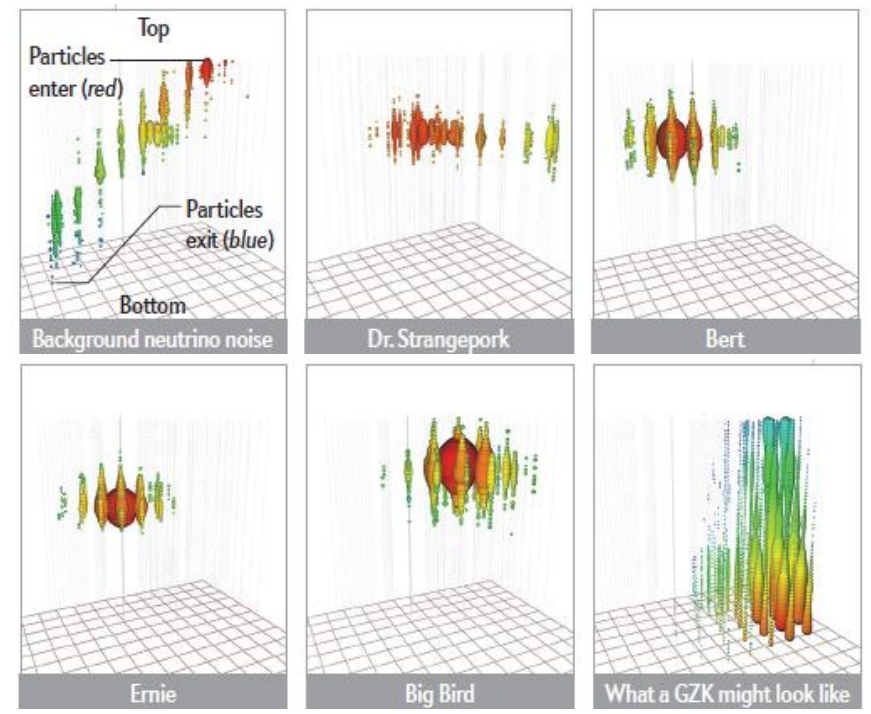 Top
Particles
enter (red)
Particles
exit (blue)
Bottom
Background neutrino noise
Dr. Strangepork
Bert
Ernie
Big Bird
What a GZK might look like